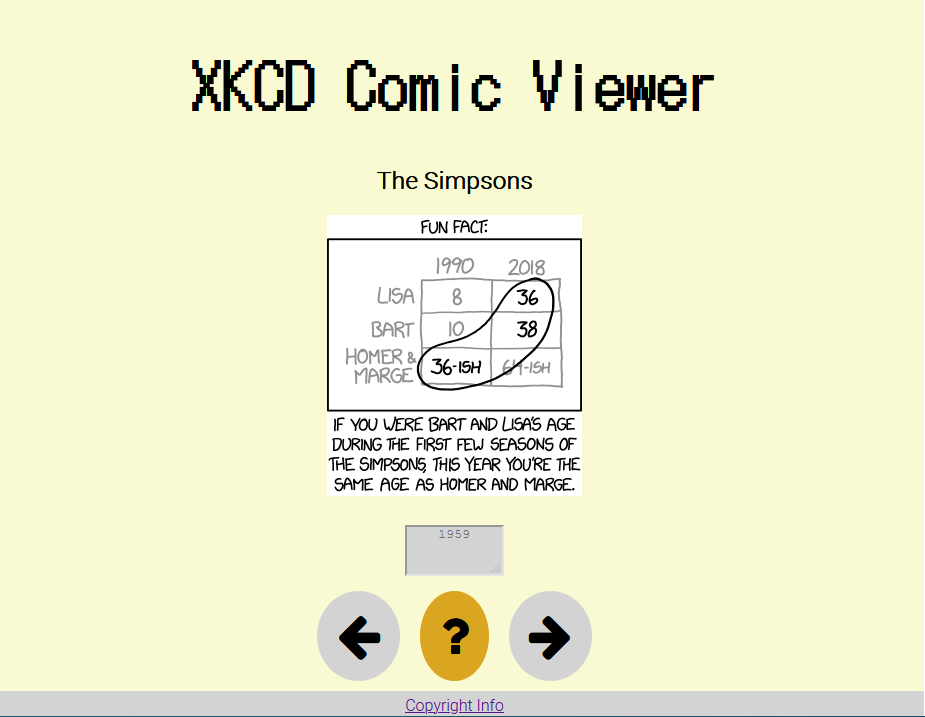 XKCD Comic Viewer
The Simpsons
FUN FACT:
1990 2018
LISA 8 36
BART 10 38
HOMER &
MARGE 36-ISH 64-ISH
IF YOU WERE BART AND LISA'S AGE
DURING THE FIRST FEW SEASONS OF
THE SIMPSONS, THIS YEAR YOU'RE THE
SAME AGE AS HOMER AND MARGE.
1959
?
Copyright Info